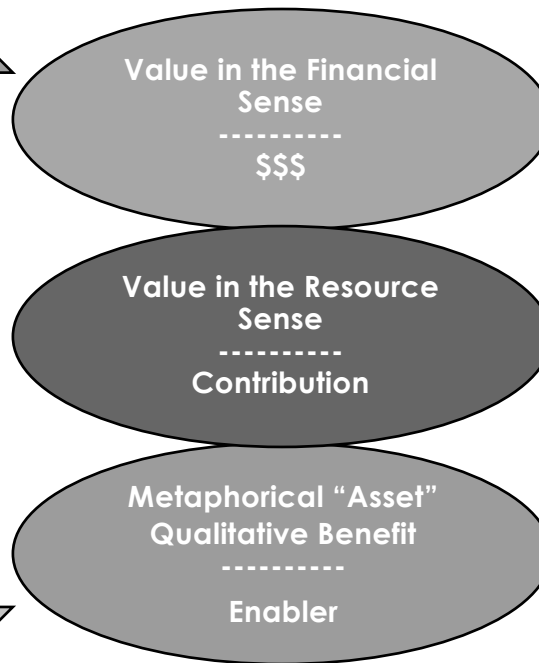 Value in the Financial
Sense
----------
$$$
Value in the Resource
Sense
----------
Contribution
Metaphorical “Asset”
Qualitative Benefit
----------
Enabler